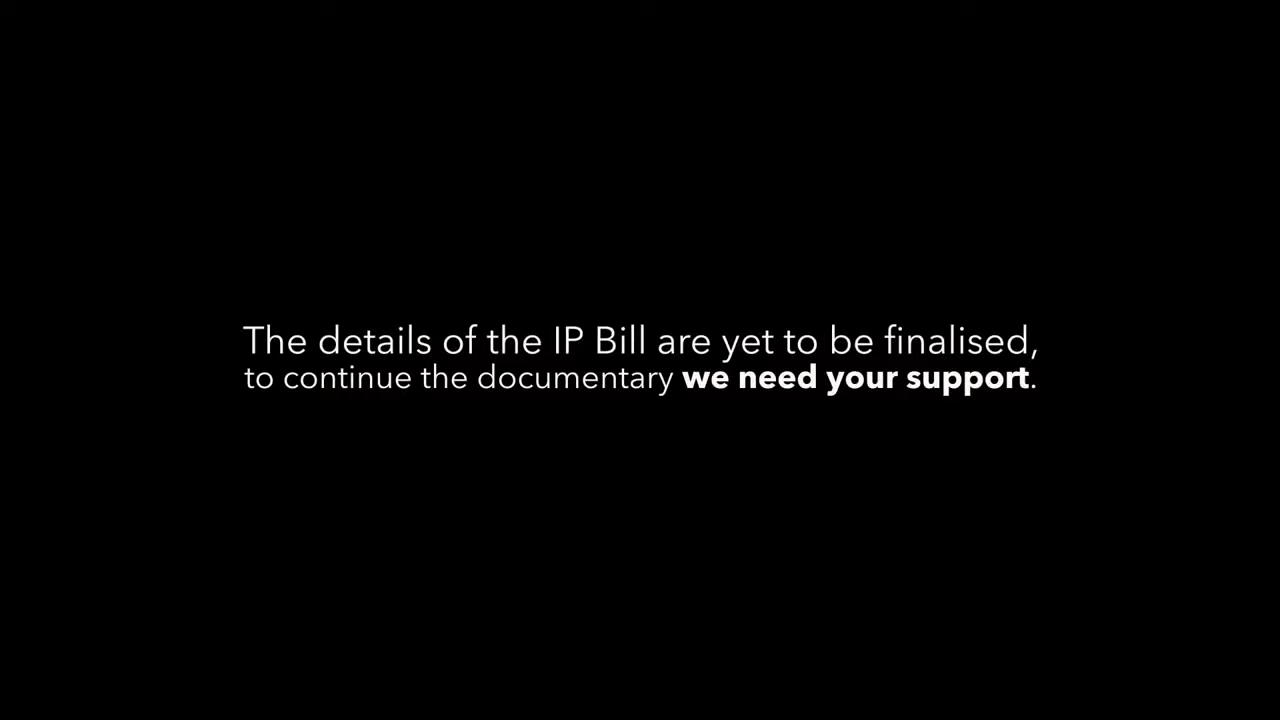 The details of the IP Bill are yet to be finalised,
to continue the documentary we need your support.